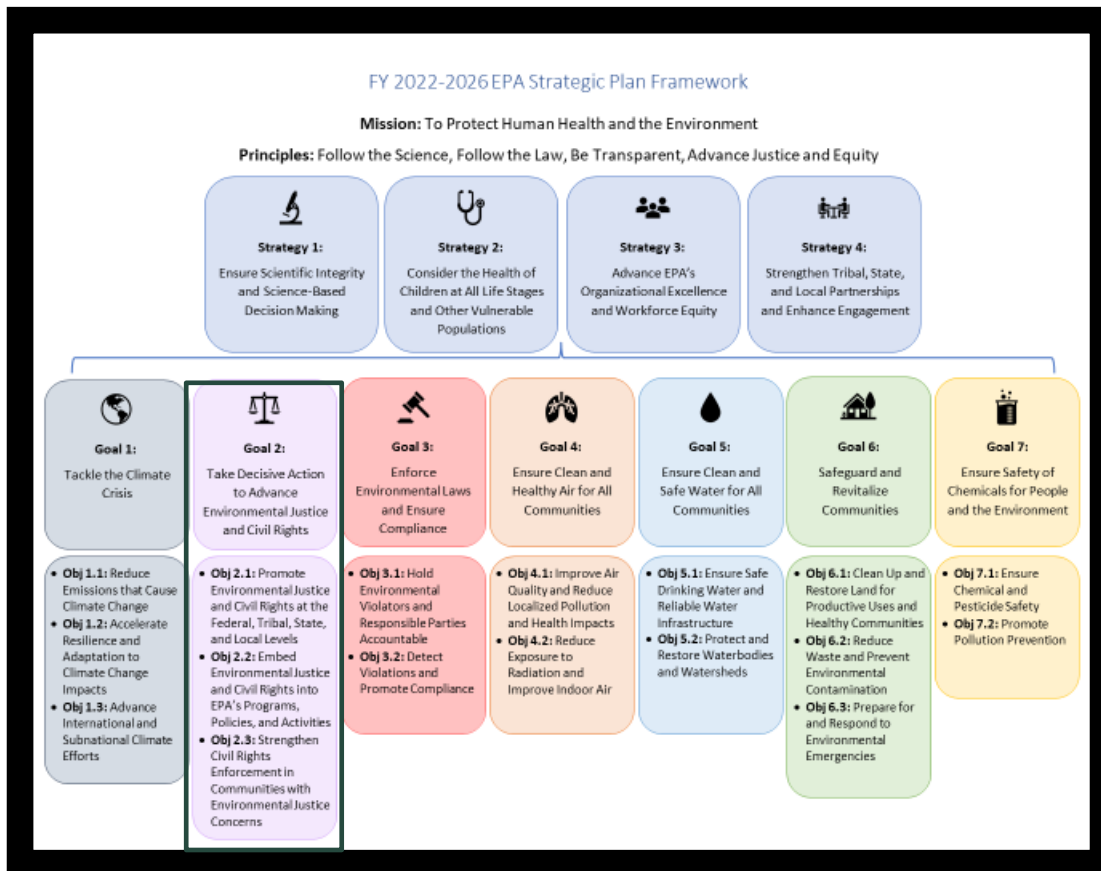 FY 2022-2026 EPA Strategic Plan Framework
Mission: To Protect Human Health and the Environment
Principles: Follow the Science, Follow the Law, Be Transparent, Advance Justice and Equity
Strategy 1:
Ensure Scientific Integrity
and Science-Based
Decision Making
Strategy 2:
Consider the Health of
Children at All Life Stages
and Other Vulnerable
Populations
Strategy 3:
Advance EPA's
Organizational Excellence
and Workforce Equity
Strategy 4:
Strengthen Tribal, State,
and Local Partnerships
and Enhance Engagement
Goal 1:
Tackle the Climate
Crisis
Goal 2:
Take Decisive Action
to Advance
Environmental Justice
and Civil Rights
Goal 3:
Enforce
Environmental Laws
and Ensure
Compliance
Goal 4:
Ensure Clean and
Healthy Air for All
Communities
Goal 5:
Ensure Clean and
Safe Water for All
Communities
Goal 6:
Safeguard and
Revitalize
Communities
Goal 7:
Ensure Safety of
Chemicals for People
and the Environment
• Obj 1.1: Reduce
Emissions that Cause
Climate Change
• Obj 1.2: Accelerate
Resilience and
Adaptation to
Climate Change
Impacts
• Obj 1.3: Advance
International and
Subnational Climate
Efforts
• Obj 2.1: Promote
Environmental Justice
and Civil Rights at the
Federal, Tribal, State,
and Local Levels
• Obj 2.2: Embed
Environmental Justice
and Civil Rights into
EPA's Programs,
Policies, and Activities
• Obj 2.3: Strengthen
Civil Rights
Enforcement in
Communities with
Environmental Justice
Concerns
• Obj 3.1: Hold
Environmental
Violators and
Responsible Parties
Accountable
• Obj 3.2: Detect
Violations and
Promote Compliance
• Obj 4.1: Improve Air
Quality and Reduce
Localized Pollution
and Health Impacts
• Obj 4.2: Reduce
Exposure to
Radiation and
Improve Indoor Air
• Obj 5.1: Ensure Safe
Drinking Water and
Reliable Water
Infrastructure
• Obj 5.2: Protect and
Restore Waterbodies
and Watersheds
• Obj 6.1: Clean Up and
Restore Land for
Productive Uses and
Healthy Communities
• Obj 6.2: Reduce
Waste and Prevent
Environmental
Contamination
• Obj 6.3: Prepare for
and Respond to
Environmental
Emergencies
• Obj 7.1: Ensure
Chemical and
Pesticide Safety
• Obj 7.2: Promote
Pollution Prevention